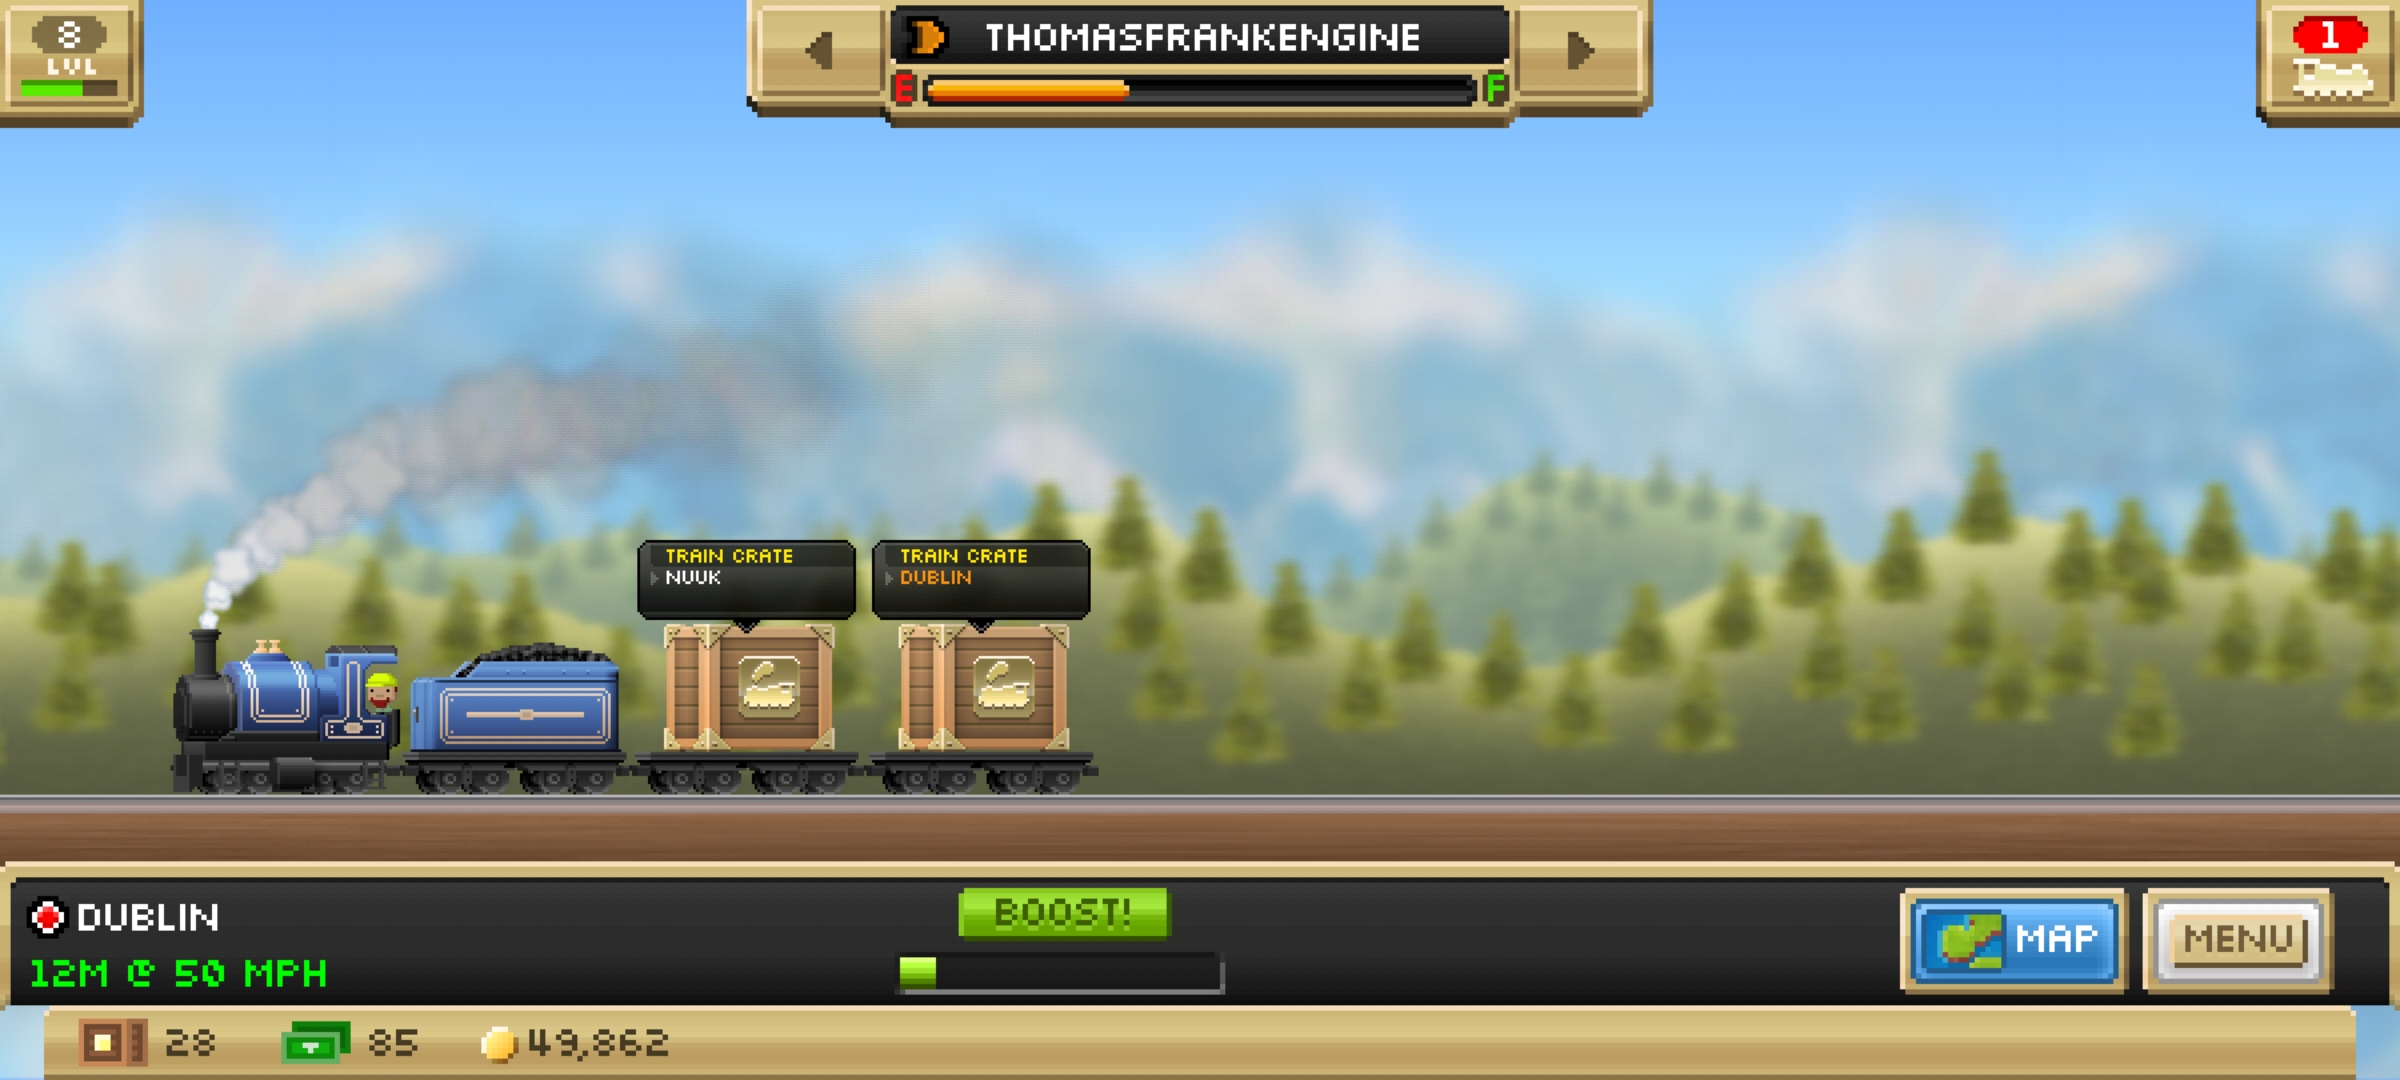 8
LVL
THOMASFRANKENGINE
E F
1
TRAIN CRATE
NUUK
TRAIN CRATE
DUBLIN
DUBLIN
12M @ 50 MPH
BOOST!
MAP
MENU
28 85 49,862